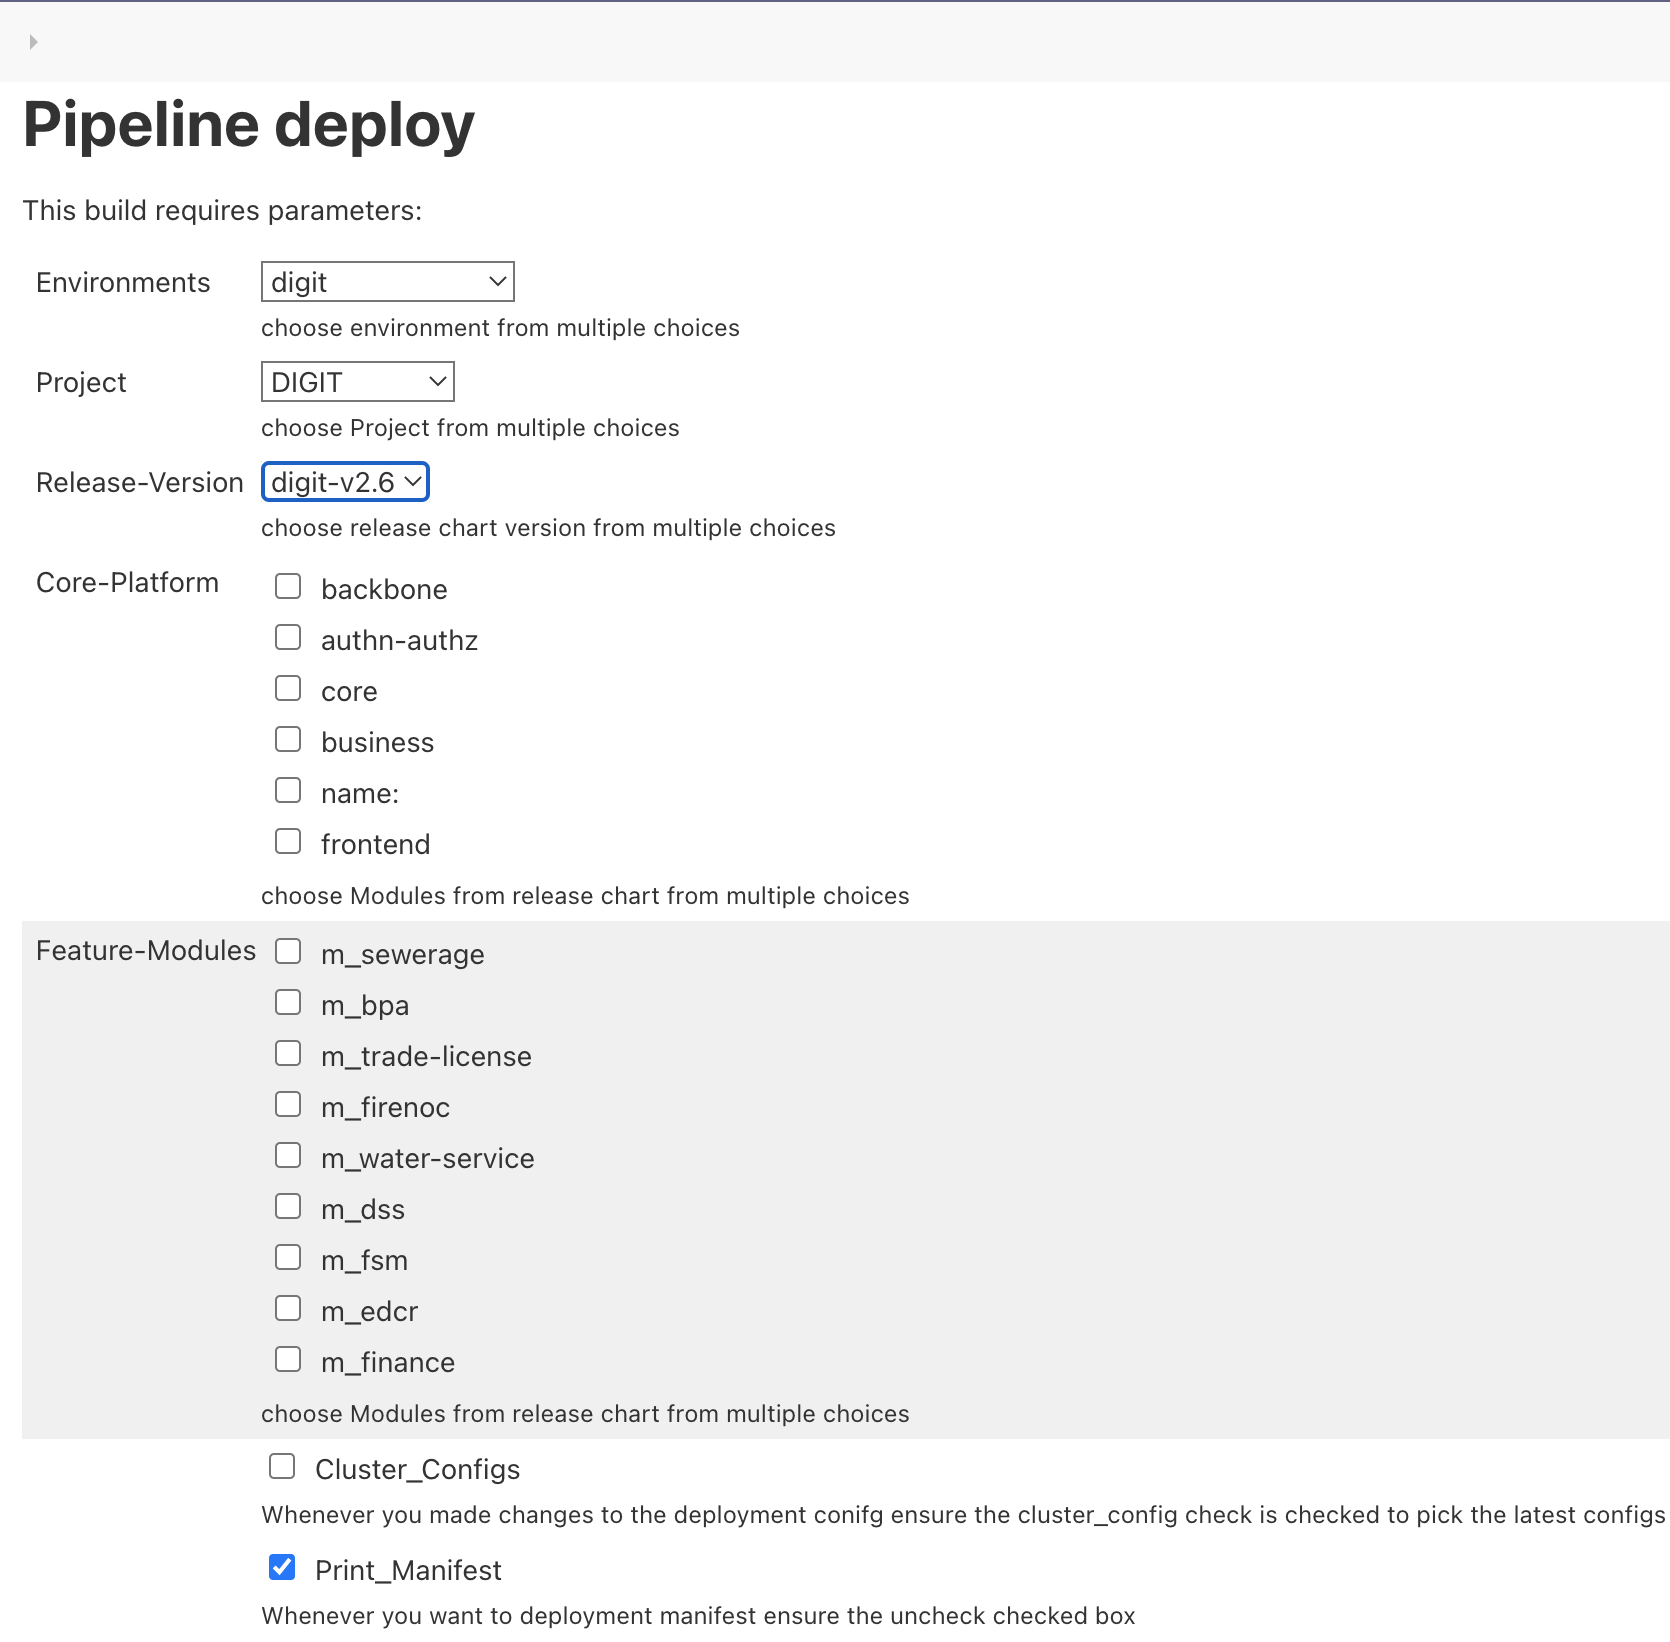 Pipeline deploy
This build requires parameters:
Environments digit
choose environment from multiple choices
Project DIGIT
choose Project from multiple choices
Release-Version digit-v2.6
choose release chart version from multiple choices
Core-Platform backbone
authn-authz
core
business
name:
frontend
choose Modules from release chart from multiple choices
Feature-Modules m_sewerage
m_bpa
m_trade-license
m_firenoc
m_water-service
m_dss
m_fsm
m_edcr
m_finance
choose Modules from release chart from multiple choices
Cluster_Configs
Whenever you made changes to the deployment conifg ensure the cluster_config check is checked to pick the latest configs
Print_Manifest
Whenever you want to deployment manifest ensure the uncheck checked box